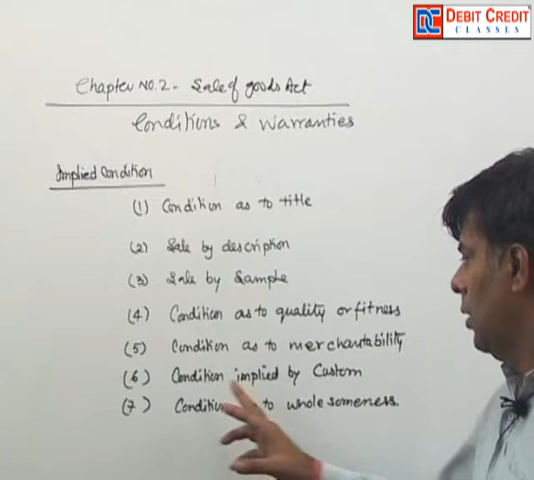 DC DEBIT CREDIT
CLASSES
Chapter NO.2- Sale of goods Act
Conditions & Warranties
Implied Condition
(1) Condition as to title
(2) Sale by description
(3) Sale by Sample
(4) Condition as to quality or fitness
(5) Condition as to merchantability
(6) Condition implied by Custom
(7) Condition to wholesomeness.